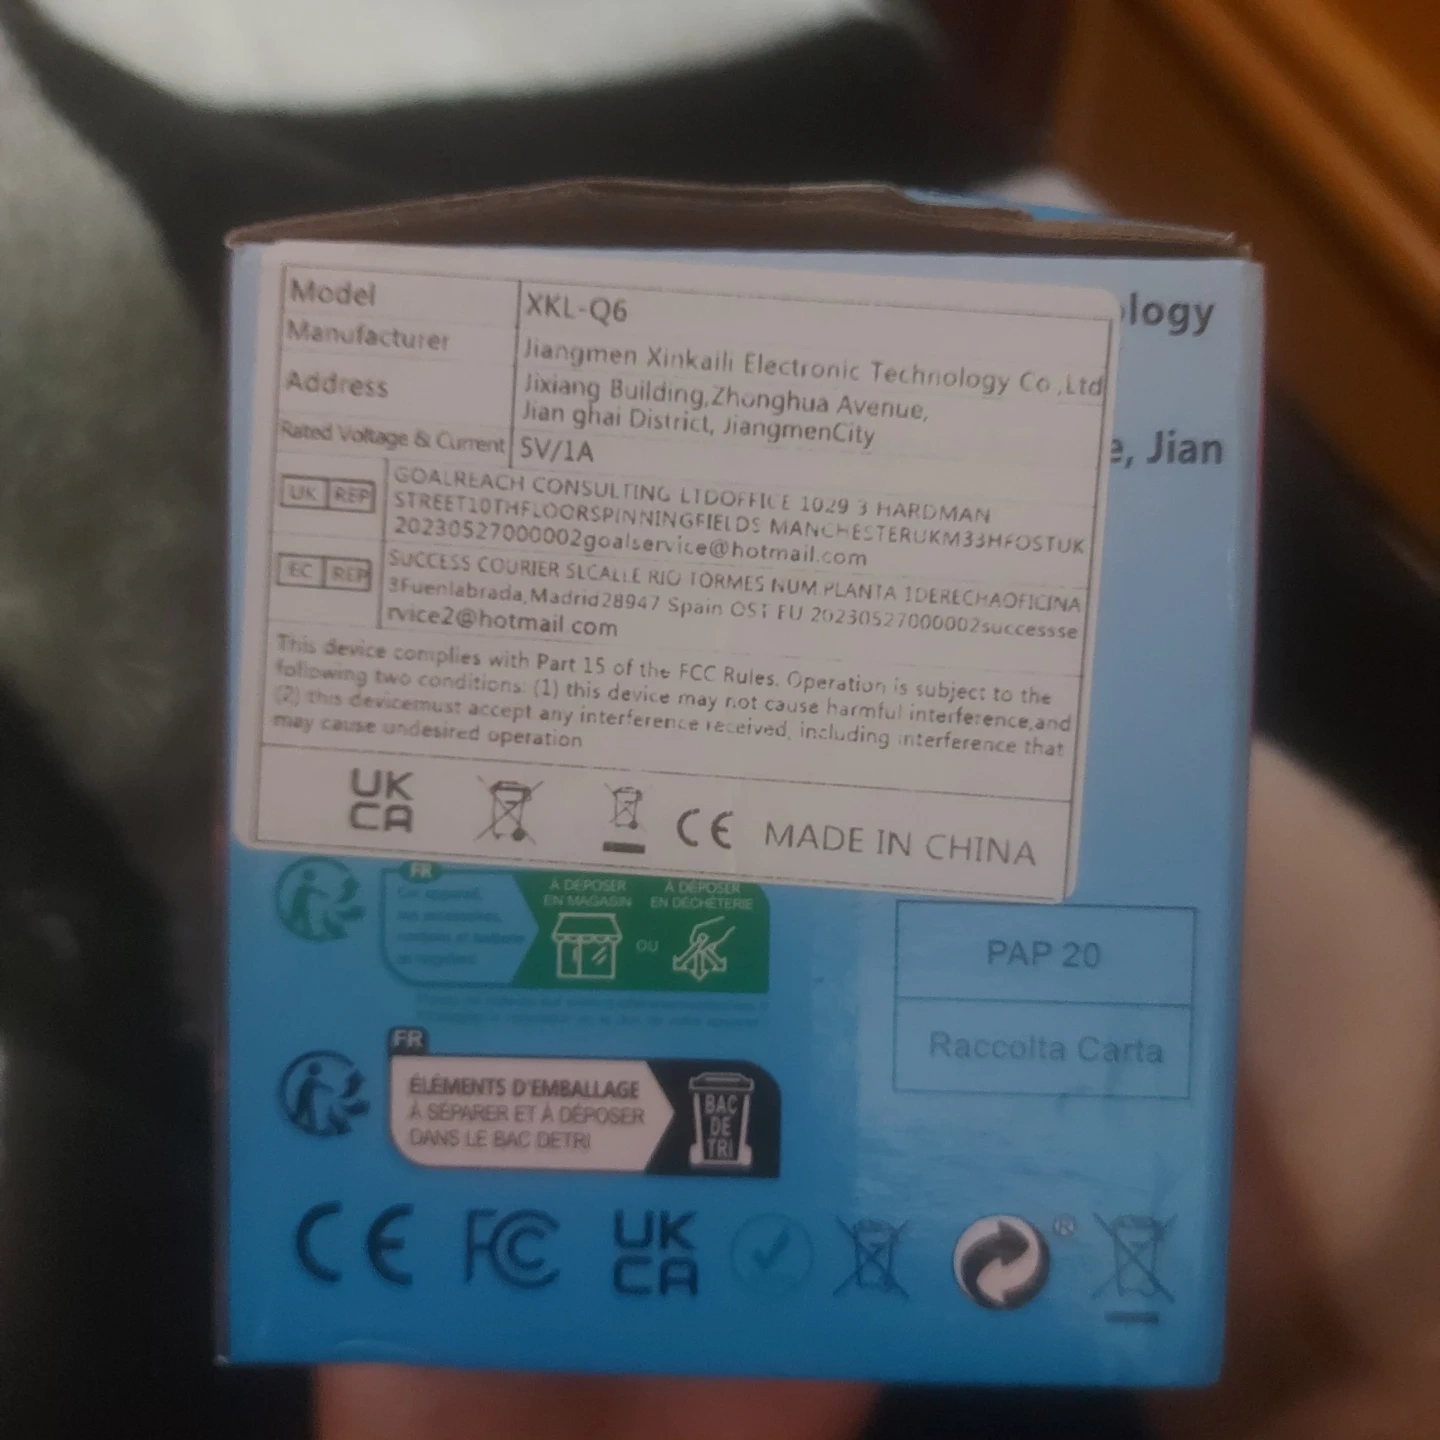 Model
XKL-Q6
ology
Manufacturer
Jiangmen Xinkaili Electronic Technology Co.,Ltd
Address
Jixiang Building,Zhonghua Avenue,
Jian ghai District, JiangmenCity
e, Jian
Rated Voltage & Current
5V/1A
UK REP
GOALREACH CONSULTING LTDOFFICE 1029 3 HARDMAN
STREET10THFLOORSPINNINGFIELDS MANCHESTERUKM33HFOSTUK
20230527000002goalservice@hotmail.com
EC REP
SUCCESS COURIER SLCALLE RIO TORMES NUM.PLANTA 1DERECHAOFICINA
3Fuenlabrada,Madrid28947 Spain OST EU 20230527000002successse
rvice2@hotmail.com
This device complies with Part 15 of the FCC Rules. Operation is subject to the
following two conditions: (1) this device may not cause harmful interference,and
(2) this devicemust accept any interference received, including interference that
may cause undesired operation
UK
CA
CE
MADE IN CHINA
FR
Cet appareil,
ses accessoires,
À DÉPOSER
EN MAGASIN
OU
À DÉPOSER
EN DÉCHÈTERIE
PAP 20
Raccolta Carta
FR
ÉLÉMENTS D'EMBALLAGE
À SÉPARER ET À DÉPOSER
DANS LE BAC DETRI
BAC
DE
TRI
CE
FC
UK
CA
®